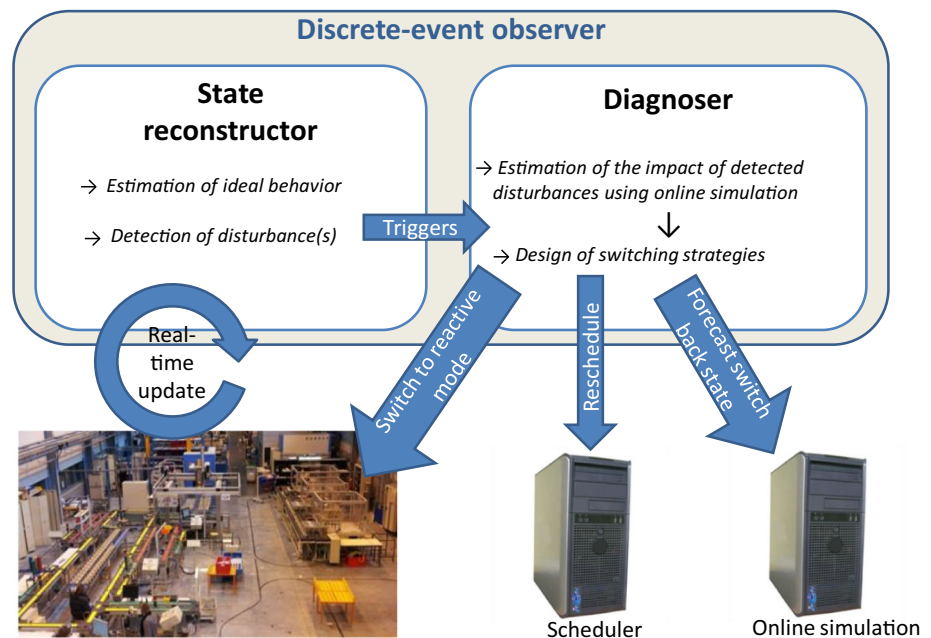 Discrete-event observer
State
reconstructor
→ Estimation of ideal behavior
→ Detection of disturbance(s)
Triggers
Diagnoser
→ Estimation of the impact of detected
disturbances using online simulation
→ Design of switching strategies
Real-
time
update
Switch to reactive
mode
Reschedule
Forecast switch
back state
Scheduler
Online simulation